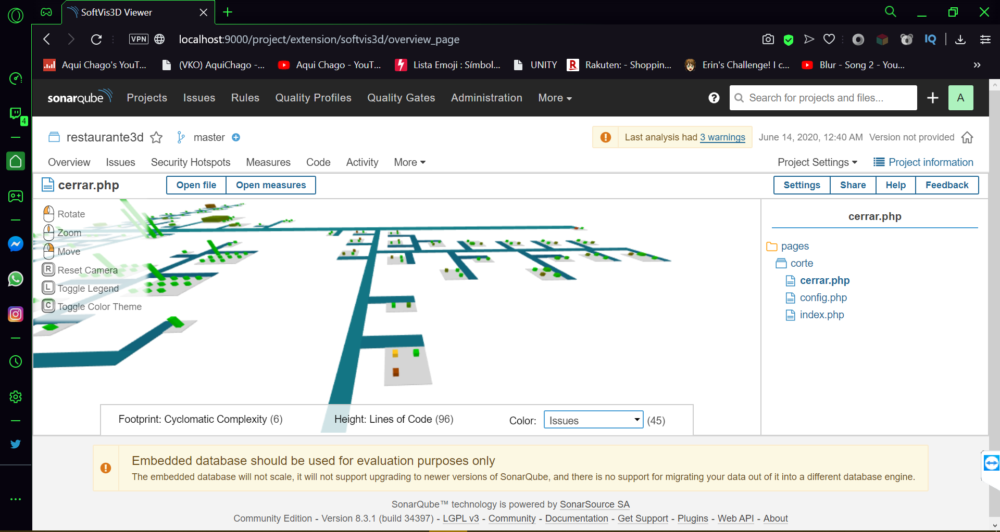 SoftVis3D Viewer
VPN localhost:9000/project/extension/softvis3d/overview_page IQ
Aqui Chago's YouT... (VKO) AquiChago -... Aqui Chago - YouT... Lista Emoji : Símbol... UNITY R Rakuten: - Shoppin... Erin's Challenge! I c... Blur - Song 2 - You... »
4
sonarqube Projects Issues Rules Quality Profiles Quality Gates Administration More ? Search for projects and files... + A
restaurante3d master Last analysis had 3 warnings June 14, 2020, 12:40 AM Version not provided
Overview Issues Security Hotspots Measures Code Activity More Project Settings Project information
cerrar.php Open file Open measures Settings Share Help Feedback
Rotate
Zoom
Move
R Reset Camera
L Toggle Legend
C Toggle Color Theme
cerrar.php
pages
corte
cerrar.php
config.php
index.php
Footprint: Cyclomatic Complexity (6) Height: Lines of Code (96) Color: Issues (45)
Embedded database should be used for evaluation purposes only
The embedded database will not scale, it will not support upgrading to newer versions of SonarQube, and there is no support for migrating your data out of it into a different database engine.
SonarQube™ technology is powered by SonarSource SA
Community Edition - Version 8.3.1 (build 34397) - LGPL v3 - Community - Documentation - Get Support - Plugins - Web API - About